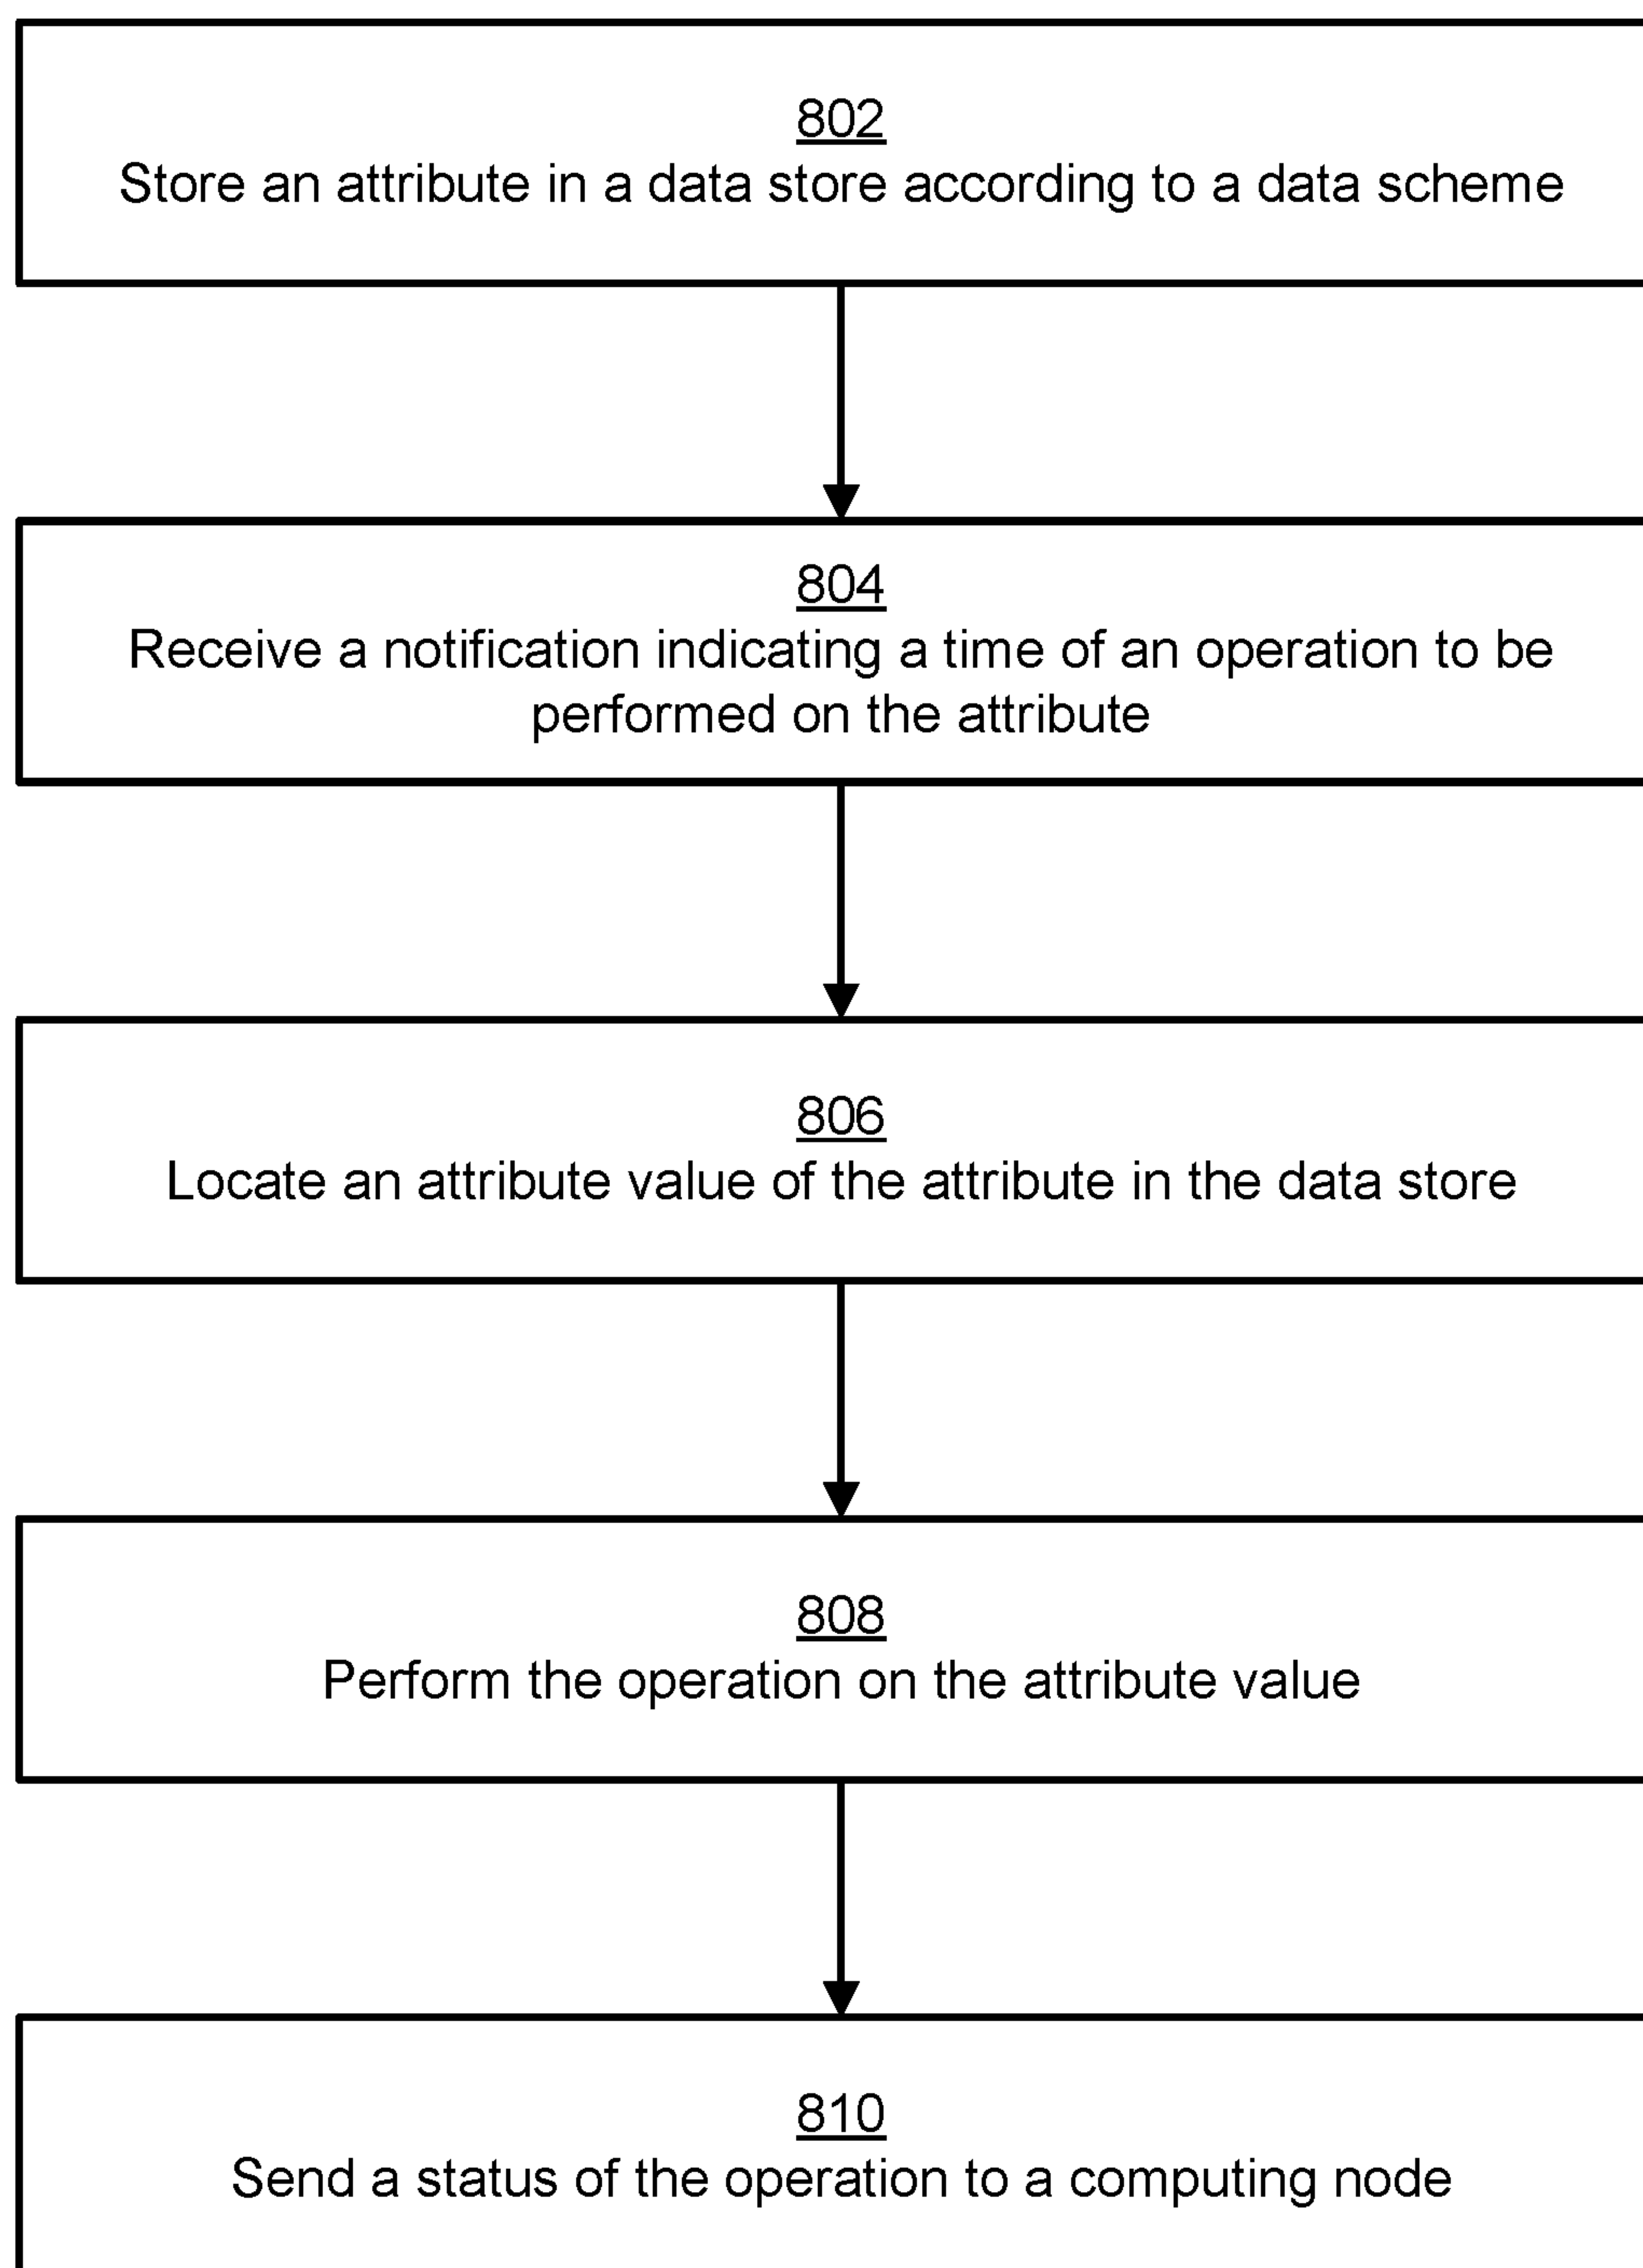 802
Store an attribute in a data store according to a data scheme
804
Receive a notification indicating a time of an operation to be
performed on the attribute
806
Locate an attribute value of the attribute in the data store
808
Perform the operation on the attribute value
810
Send a status of the operation to a computing node